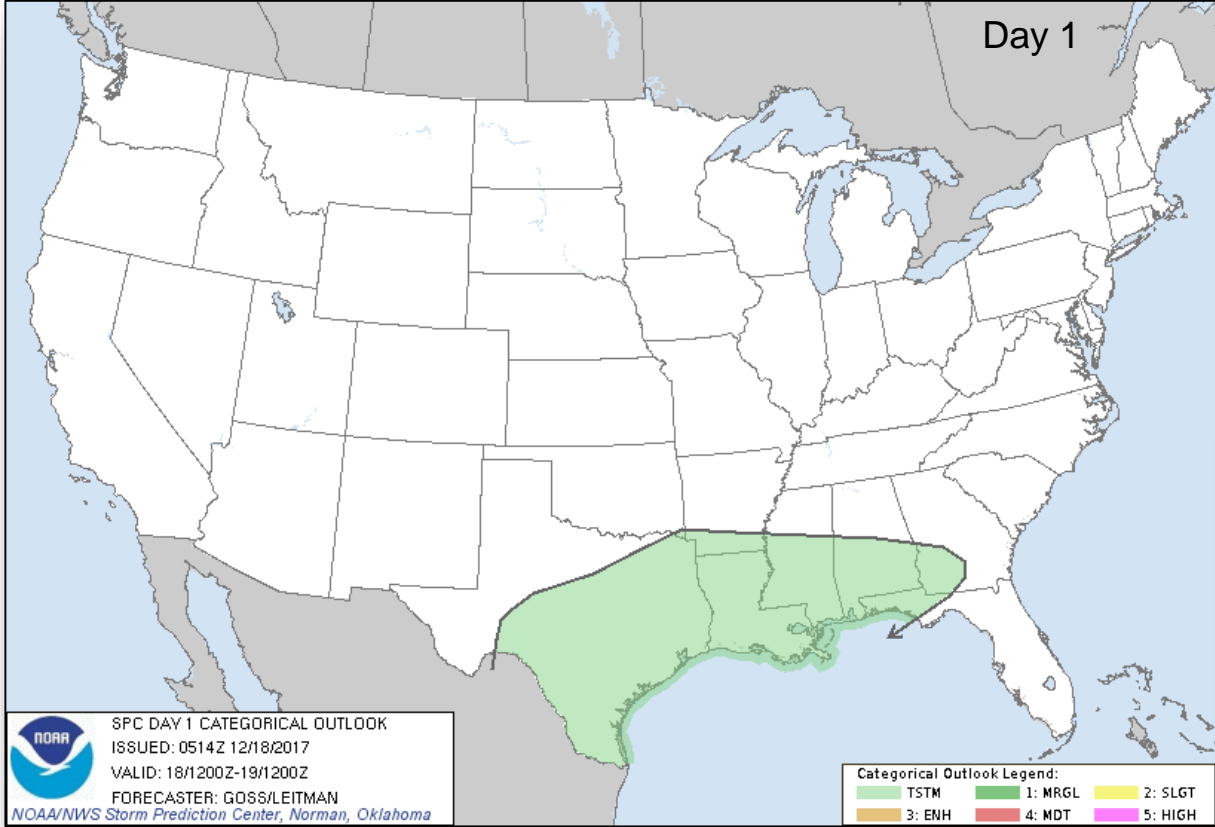 Day 1
NOAA
SPC DAY 1 CATEGORICAL OUTLOOK
ISSUED: 0514Z 12/18/2017
VALID: 18/1200Z-19/1200Z
FORECASTER: GOSS/LEITMAN
NOAA/NWS Storm Prediction Center, Norman, Oklahoma
Categorical Outlook Legend:
TSTM 1: MRGL 2: SLGT
3: ENH 4: MDT 5: HIGH